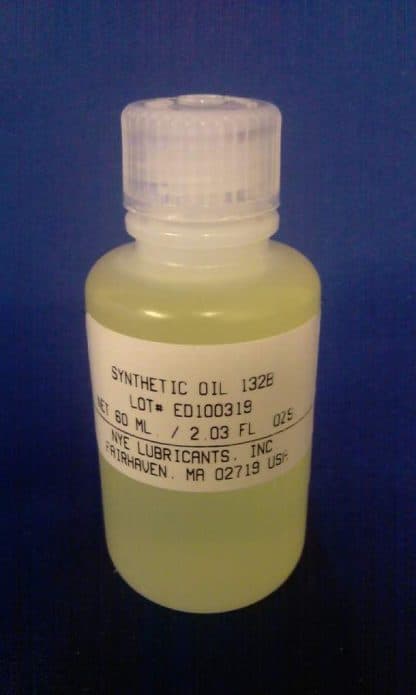 SYNTHETIC OIL 132B
LOT# ED100319
NET 60 ML. / 2.03 FL OZS
NYE LUBRICANTS, INC
FAIRHAVEN, MA 02719 USA